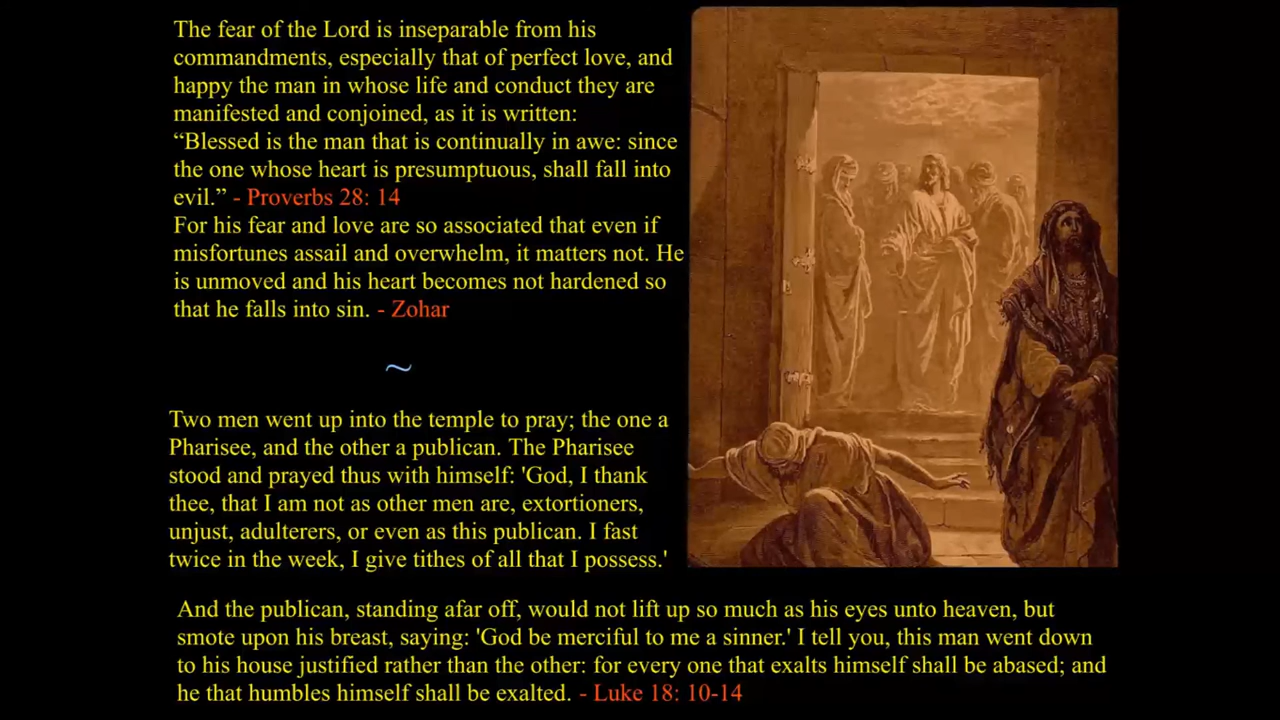 The fear of the Lord is inseparable from his
commandments, especially that of perfect love, and
happy the man in whose life and conduct they are
manifested and conjoined, as it is written:
“Blessed is the man that is continually in awe: since
the one whose heart is presumptuous, shall fall into
evil.” - Proverbs 28: 14
For his fear and love are so associated that even if
misfortunes assail and overwhelm, it matters not. He
is unmoved and his heart becomes not hardened so
that he falls into sin. - Zohar
~
Two men went up into the temple to pray; the one a
Pharisee, and the other a publican. The Pharisee
stood and prayed thus with himself: 'God, I thank
thee, that I am not as other men are, extortioners,
unjust, adulterers, or even as this publican. I fast
twice in the week, I give tithes of all that I possess.'
And the publican, standing afar off, would not lift up so much as his eyes unto heaven, but
smote upon his breast, saying: 'God be merciful to me a sinner.' I tell you, this man went down
to his house justified rather than the other: for every one that exalts himself shall be abased; and
he that humbles himself shall be exalted. - Luke 18: 10-14